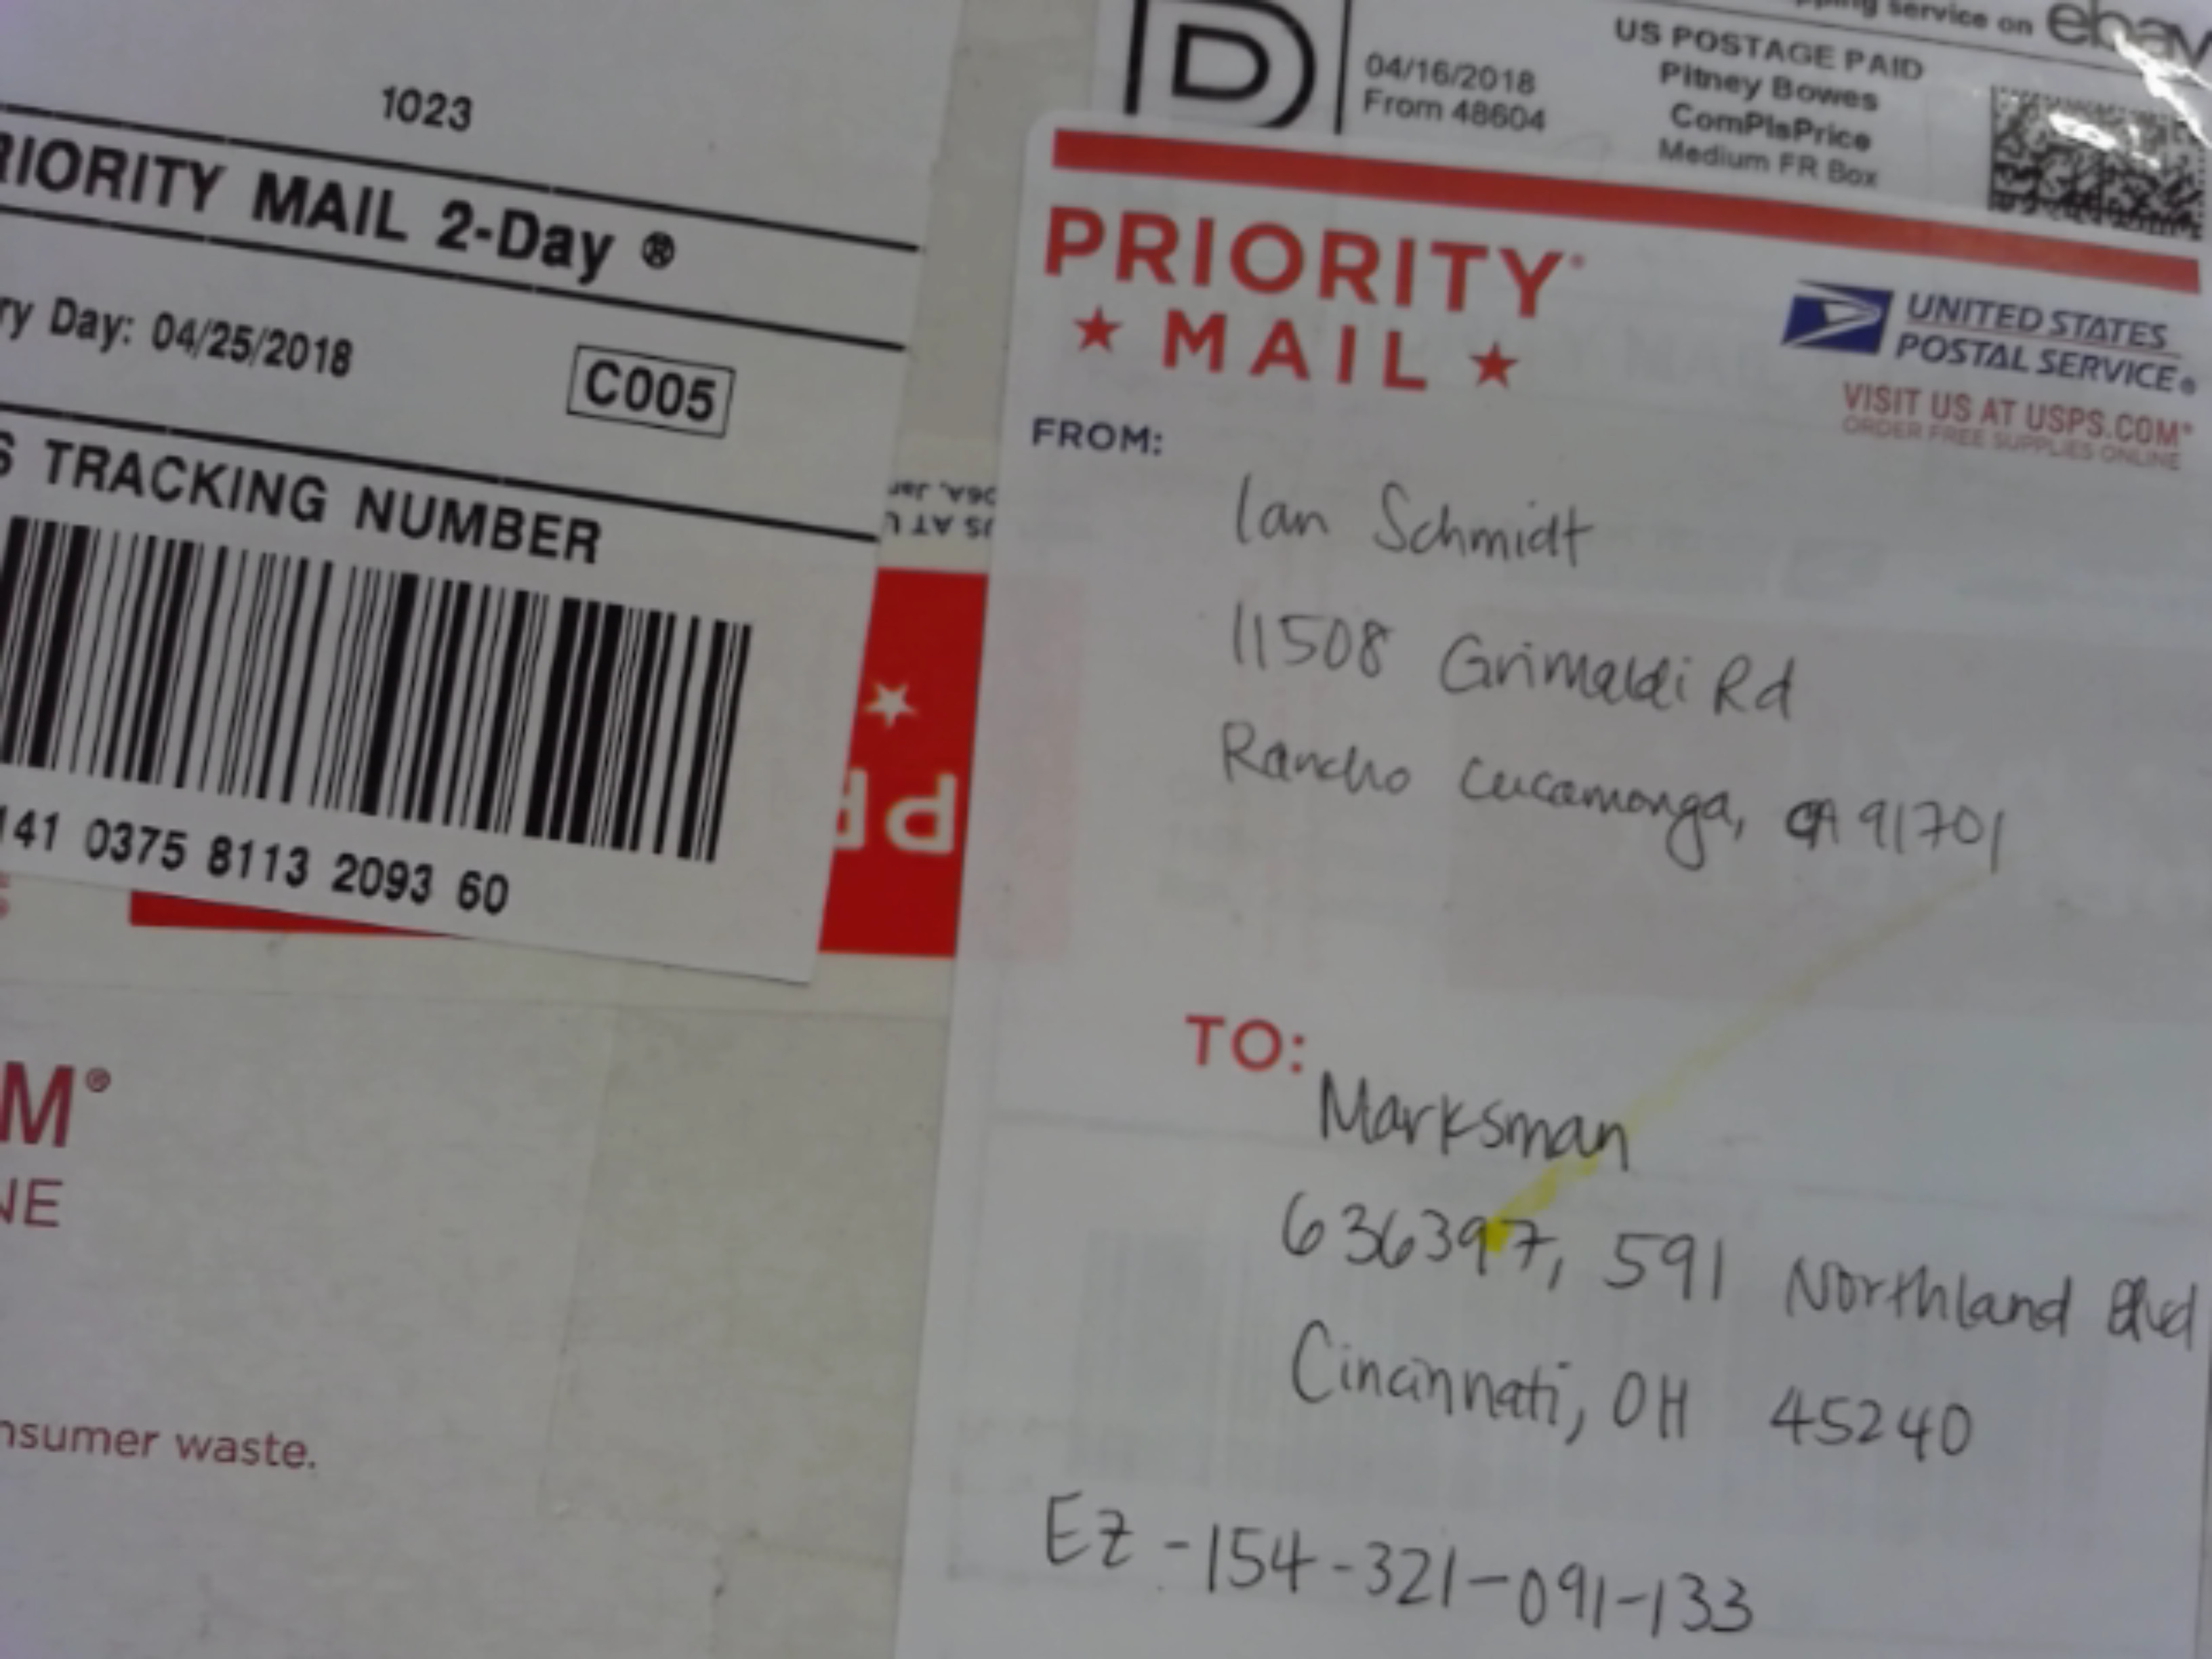 1023
RIORITY MAIL 2-Day ®
ry Day: 04/25/2018
C005
S TRACKING NUMBER
141 0375 8113 2093 60
M®
NE
nsumer waste.
service on ebay
04/16/2018
From 48604
US POSTAGE PAID
Pitney Bowes
ComPlsPrice
Medium FR Box
PRIORITY®
★ MAIL ★
UNITED STATES
POSTAL SERVICE®
VISIT US AT USPS.COM®
ORDER FREE SUPPLIES ONLINE
FROM:
Ian Schmidt
11508 Grimaldi Rd
Rancho Cucamonga, CA 91701
TO:
Marksman
636397, 591 Northland Blvd
Cincinnati, OH 45240
EZ-154-321-091-133